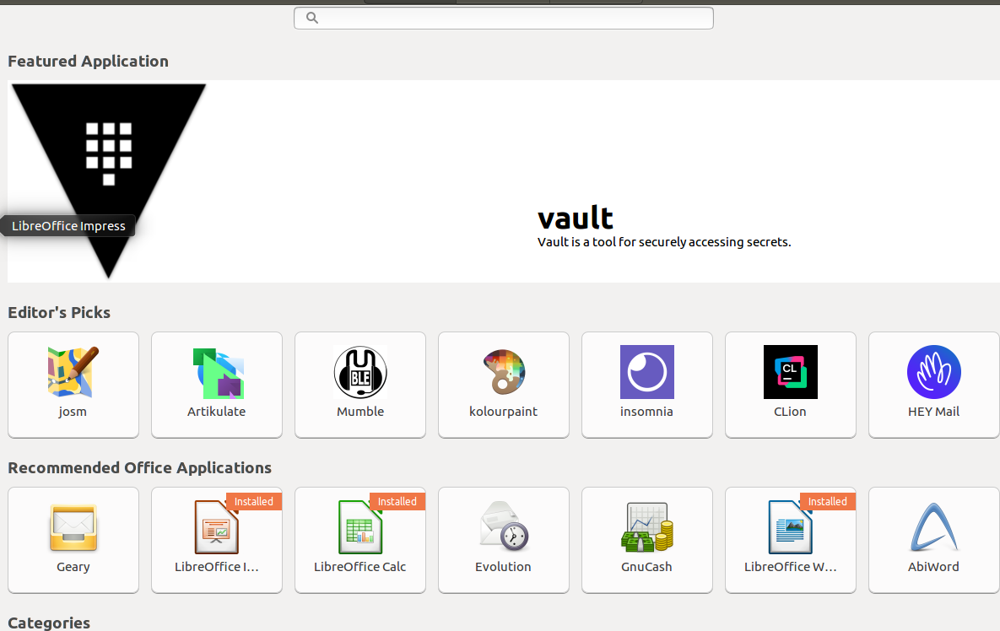 Featured Application
vault
Vault is a tool for securely accessing secrets.
LibreOffice Impress
Editor's Picks
josm
Artikulate
BLE
Mumble
kolourpaint
insomnia
CL
CLion
HEY Mail
Recommended Office Applications
Geary
Installed
LibreOffice I...
Installed
LibreOffice Calc
Evolution
GnuCash
Installed
LibreOffice W...
AbiWord
Categories